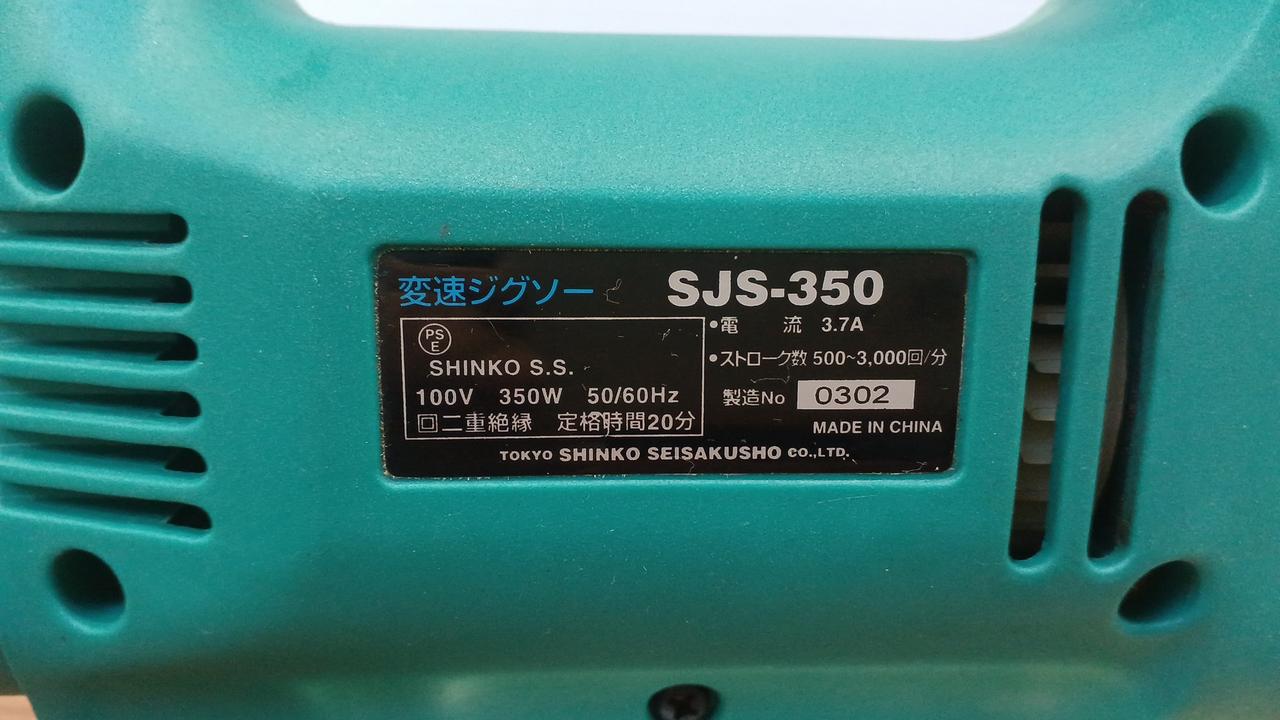 変速ジグソー SJS-350
PS
E
SHINKO S.S.
100V 350W 50/60Hz
回二重絶縁 定格時間20分
•電 流 3.7A
•ストローク数 500~3,000回/分
製造No 0302
MADE IN CHINA
TOKYO SHINKO SEISAKUSHO CO.,LTD.